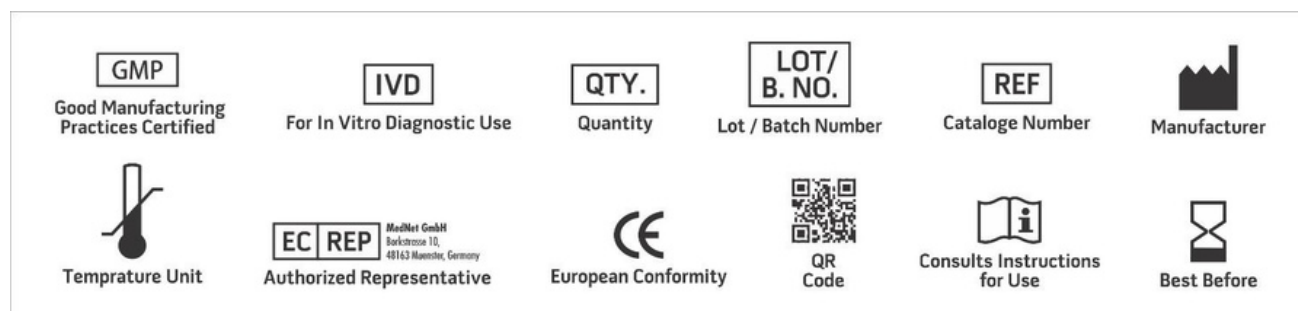 GMP
Good Manufacturing
Practices Certified
IVD
For In Vitro Diagnostic Use
QTY.
Quantity
LOT/
B. NO.
Lot / Batch Number
REF
Cataloge Number
Manufacturer
Temprature Unit
EC REP
MedNet GmbH
Borkstrasse 10,
48163 Muenster, Germany
Authorized Representative
CE
European Conformity
QR
Code
i
Consults Instructions
for Use
Best Before